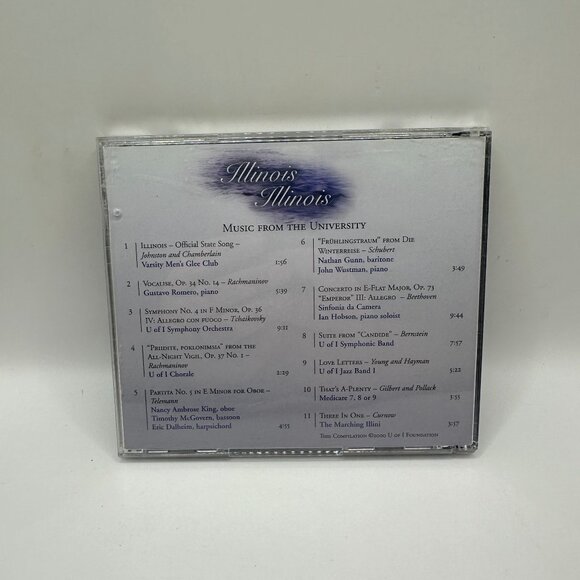 Illinois
Illinois
Music from the University
1 Illinois – Official State Song –
Johnston and Chamberlain
Varsity Men's Glee Club 1:56
2 Vocalise, Op. 34 No. 14 – Rachmaninov
Gustavo Romero, piano 5:39
3 Symphony No. 4 in F Minor, Op. 36
IV: Allegro con fuoco – Tchaikovsky
U of I Symphony Orchestra 9:21
4 "Priidite, poklonimsia" from the
All-Night Vigil, Op. 37 No. 1 –
Rachmaninov
U of I Chorale 2:19
5 Partita No. 5 in E Minor for Oboe –
Telemann
Nancy Ambrose King, oboe
Timothy McGovern, bassoon
Eric Dalheim, harpsichord 4:55
6 "Frühlingstraum" from Die
Winterreise – Schubert
Nathan Gunn, baritone
John Wustman, piano 3:49
7 Concerto in E-Flat Major, Op. 73
"Emperor" III: Allegro – Beethoven
Sinfonia da Camera
Ian Hobson, piano soloist 9:44
8 Suite from "Candide" – Bernstein
U of I Symphonic Band 7:57
9 Love Letters – Young and Hayman
U of I Jazz Band I 5:22
10 That's A-Plenty – Gilbert and Pollack
Medicare 7, 8 or 9 3:35
11 Three In One – Curnow
The Marching Illini 3:37
This Compilation ©2000 U of I Foundation